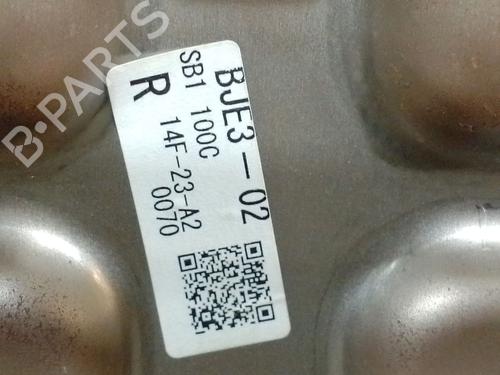 BJE3-02
SB1 100C
R 14F-23-A2
0070
B-PARTS